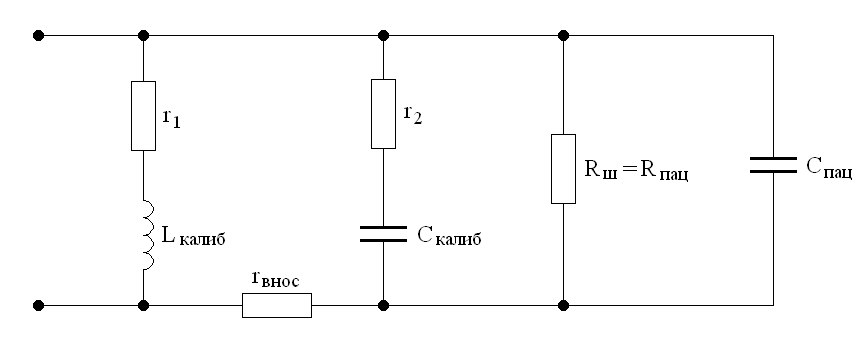 r1
r2
Rш=Rпац
Cпац
Lкалиб
Cкалиб
rвнос